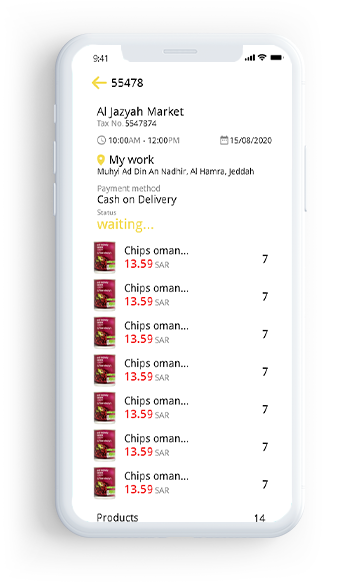 9:41
55478
Al Jazyah Market
Tax No. 5547874
10:00AM - 12:00PM 15/08/2020
My work
Muhyi Ad Din An Nadhir, Al Hamra, Jeddah
Payment method
Cash on Delivery
Status
waiting...
Chips oman...
13.59 SAR 7
Chips oman...
13.59 SAR 7
Chips oman...
13.59 SAR 7
Chips oman...
13.59 SAR 7
Chips oman...
13.59 SAR 7
Chips oman...
13.59 SAR 7
Chips oman...
13.59 SAR 7
Products 14